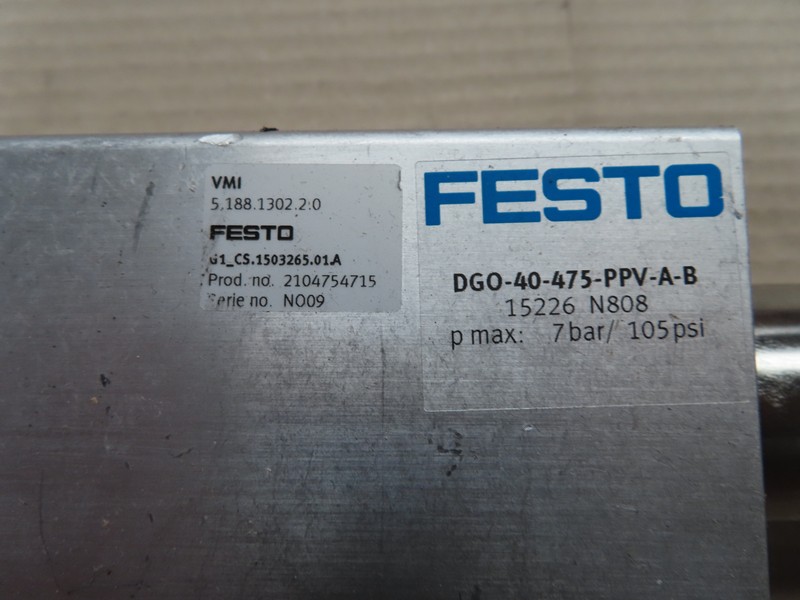 VMI
5.188.1302.2:0
FESTO
G1_CS.1503265.01.A
Prod. no. 2104754715
Serie no. N009
FESTO
DGO-40-475-PPV-A-B
15226 N808
p max: 7bar/ 105psi